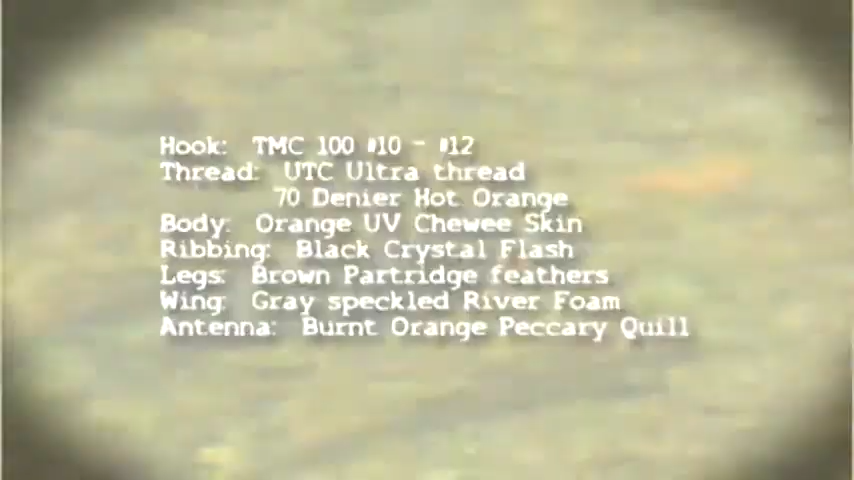 Hook: TMC 100 #10 - #12
Thread: UTC Ultra thread
70 Denier Hot Orange
Body: Orange UV Chewee Skin
Ribbing: Black Crystal Flash
Legs: Brown Partridge feathers
Wing: Gray speckled River Foam
Antenna: Burnt Orange Peccary Quill